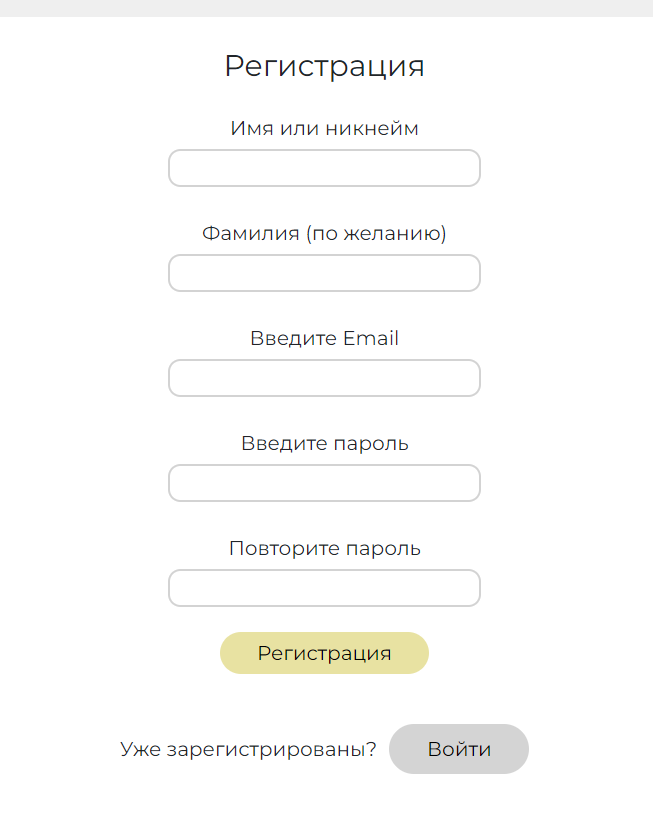 Регистрация
Имя или никнейм
Фамилия (по желанию)
Введите Email
Введите пароль
Повторите пароль
Регистрация
Уже зарегистрированы? Войти